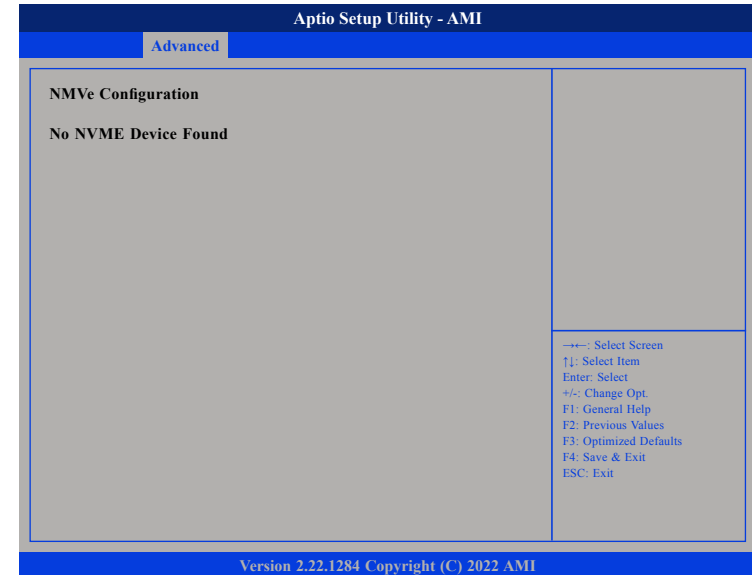 Aptio Setup Utility - AMI
Advanced
NMVe Configuration
No NVME Device Found
→←: Select Screen
↑↓: Select Item
Enter: Select
+/-: Change Opt.
F1: General Help
F2: Previous Values
F3: Optimized Defaults
F4: Save & Exit
ESC: Exit
Version 2.22.1284 Copyright (C) 2022 AMI